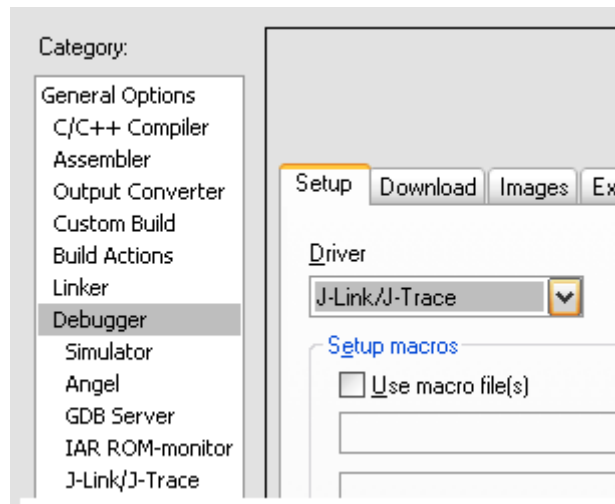 Category:
General Options
C/C++ Compiler
Assembler
Output Converter
Custom Build
Build Actions
Linker
Debugger
Simulator
Angel
GDB Server
IAR ROM-monitor
J-Link/J-Trace
Setup Download Images Ex
Driver
J-Link/J-Trace
Setup macros
Use macro file(s)